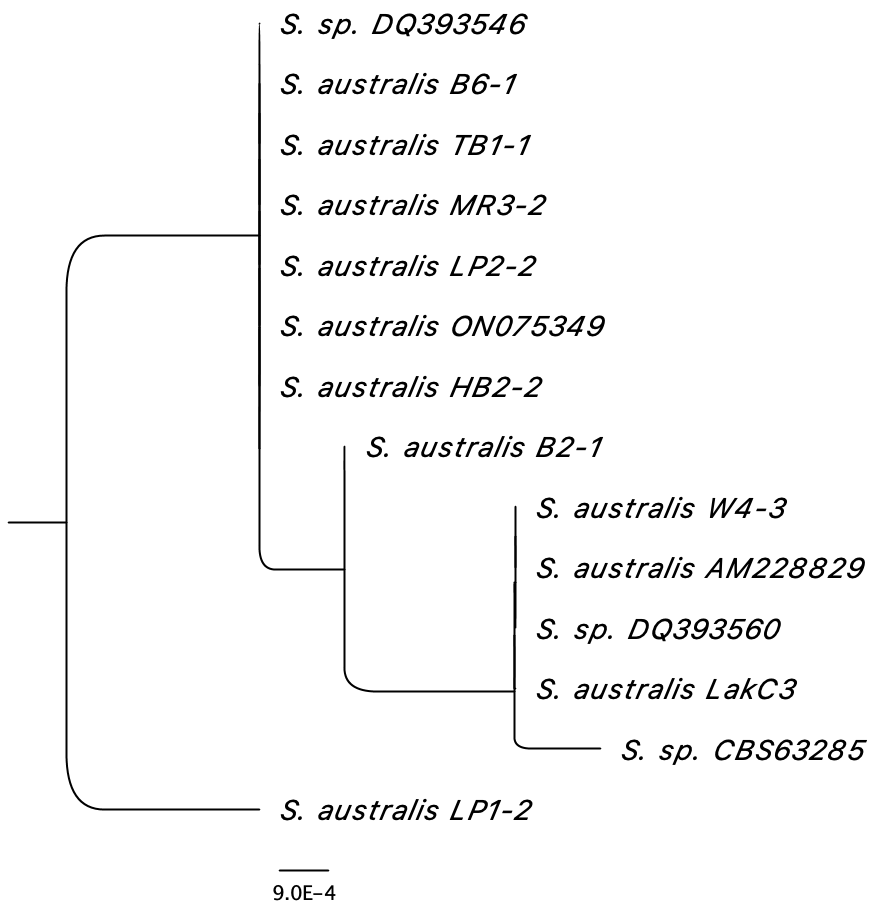 S. sp. DQ393546
S. australis B6-1
S. australis TB1-1
S. australis MR3-2
S. australis LP2-2
S. australis ON075349
S. australis HB2-2
S. australis B2-1
S. australis W4-3
S. australis AM228829
S. sp. DQ393560
S. australis LakC3
S. sp. CBS63285
S. australis LP1-2
9.0E-4